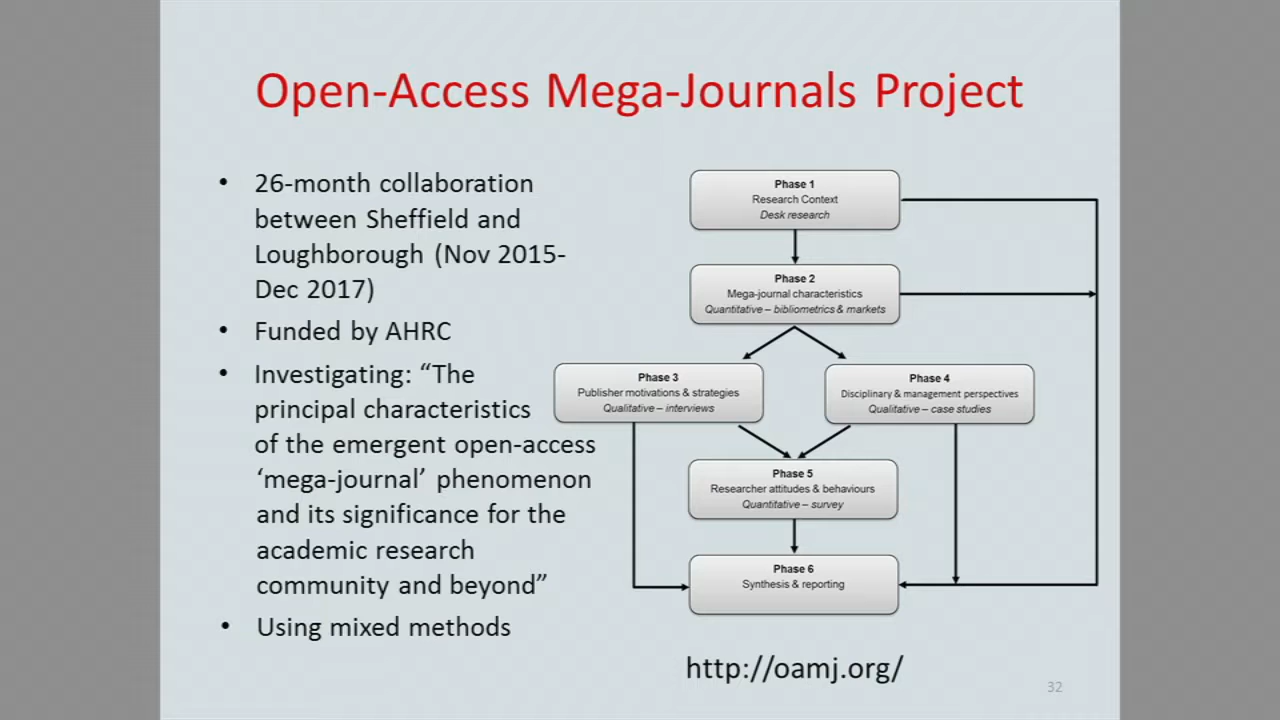 Open-Access Mega-Journals Project
• 26-month collaboration
between Sheffield and
Loughborough (Nov 2015-
Dec 2017)
• Funded by AHRC
• Investigating: “The
principal characteristics
of the emergent open-access
‘mega-journal’ phenomenon
and its significance for the
academic research
community and beyond”
• Using mixed methods
Phase 1
Research Context
Desk research
Phase 2
Mega-journal characteristics
Quantitative – bibliometrics & markets
Phase 3
Publisher motivations & strategies
Qualitative – interviews
Phase 4
Disciplinary & management perspectives
Qualitative – case studies
Phase 5
Researcher attitudes & behaviours
Quantitative – survey
Phase 6
Synthesis & reporting
http://oamj.org/
32